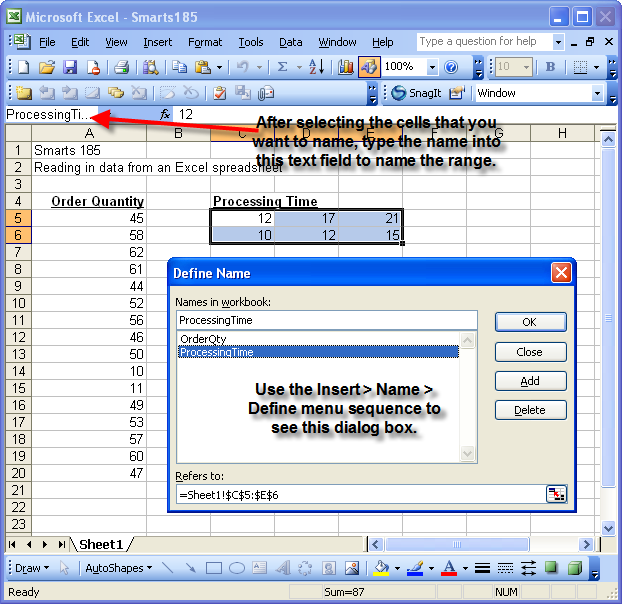 Microsoft Excel - Smarts185
File Edit View Insert Format Tools Data Window Help Type a question for help
100% 10 B
SnagIt Window
ProcessingTi... fx 12
After selecting the cells that you
want to name, type the name into
this text field to name the range.
A B C D E F G H
1 Smarts 185
2 Reading in data from an Excel spreadsheet
3
4 Order Quantity Processing Time
5 45 12 17 21
6 58 10 12 15
7 62
8 61
9 44
10 52
11 56
12 46
13 50
14 10
15 11
16 49
17 53
18 57
19 60
20 47
21
22
23
Define Name
Names in workbook:
ProcessingTime
OrderQty
ProcessingTime
OK
Close
Add
Delete
Use the Insert > Name >
Define menu sequence to
see this dialog box.
Refers to:
=Sheet1!$C$5:$E$6
Sheet1
Draw AutoShapes
Ready Sum=87 NUM